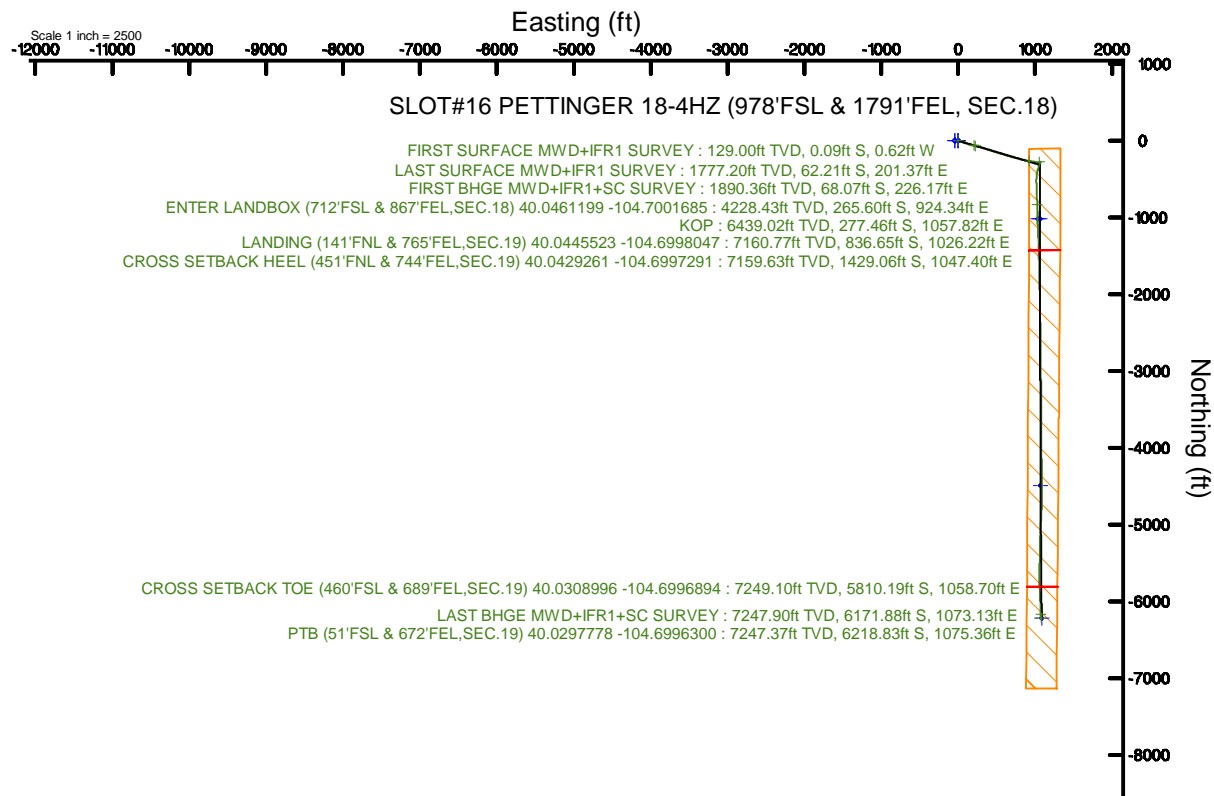 Easting (ft)
Scale 1 inch = 2500
-12000 -11000 -10000 -9000 -8000 -7000 -6000 -5000 -4000 -3000 -2000 -1000 0 1000 2000
1000
SLOT#16 PETTINGER 18-4HZ (978'FSL & 1791'FEL, SEC.18)
0
FIRST SURFACE MWD+IFR1 SURVEY : 129.00ft TVD, 0.09ft S, 0.62ft W
LAST SURFACE MWD+IFR1 SURVEY : 1777.20ft TVD, 62.21ft S, 201.37ft E
FIRST BHGE MWD+IFR1+SC SURVEY : 1890.36ft TVD, 68.07ft S, 226.17ft E
ENTER LANDBOX (712'FSL & 867'FEL,SEC.18) 40.0461199 -104.7001685 : 4228.43ft TVD, 265.60ft S, 924.34ft E
-1000
KOP : 6439.02ft TVD, 277.46ft S, 1057.82ft E
LANDING (141'FNL & 765'FEL,SEC.19) 40.0445523 -104.6998047 : 7160.77ft TVD, 836.65ft S, 1026.22ft E
CROSS SETBACK HEEL (451'FNL & 744'FEL,SEC.19) 40.0429261 -104.6997291 : 7159.63ft TVD, 1429.06ft S, 1047.40ft E
-2000
-3000
Northing (ft)
-4000
-5000
CROSS SETBACK TOE (460'FSL & 689'FEL,SEC.19) 40.0308996 -104.6996894 : 7249.10ft TVD, 5810.19ft S, 1058.70ft E
-6000
LAST BHGE MWD+IFR1+SC SURVEY : 7247.90ft TVD, 6171.88ft S, 1073.13ft E
PTB (51'FSL & 672'FEL,SEC.19) 40.0297778 -104.6996300 : 7247.37ft TVD, 6218.83ft S, 1075.36ft E
-7000
-8000